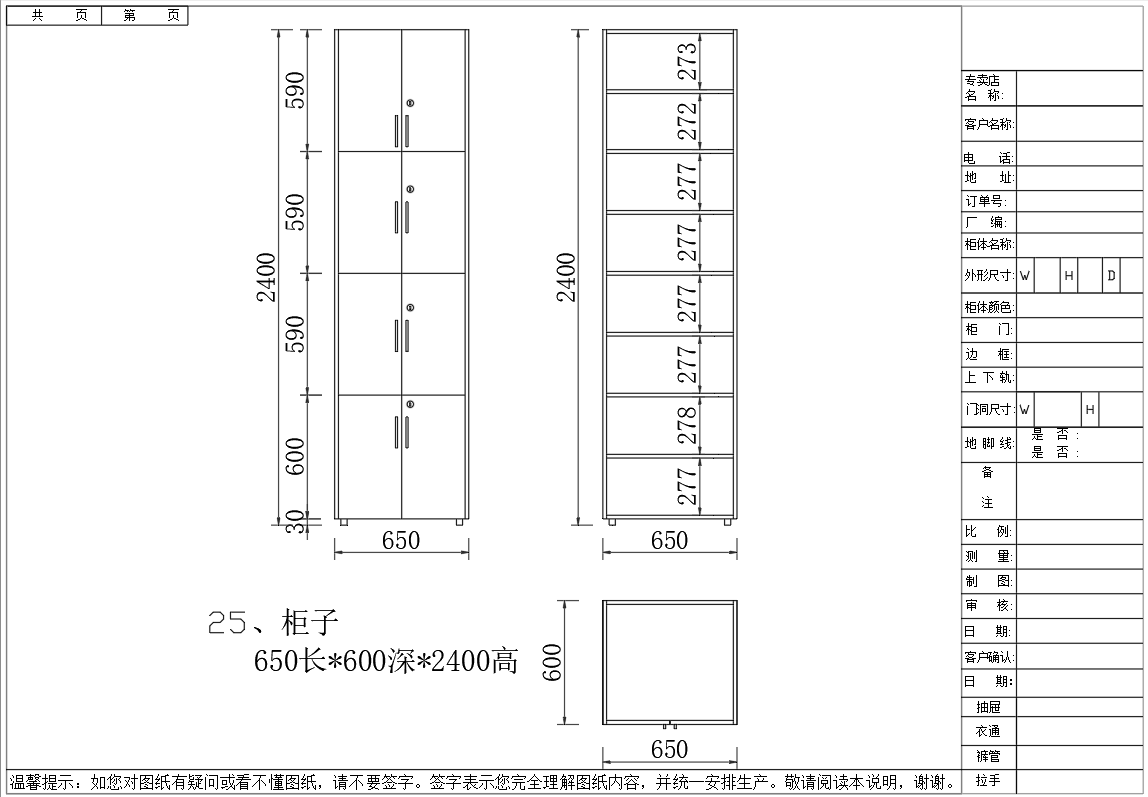 共 页 第 页
590
590
590
600
30
2400
650
273
272
277
277
277
277
278
277
2400
650
25、柜子
650长*600深*2400高
600
650
专卖店
名 称:
客户名称:
电 话:
地 址:
订单号:
厂 编:
柜体名称:
外形尺寸: W H D
柜体颜色:
柜 门:
边 框:
上 下 轨:
门洞尺寸: W H
地 脚 线: 是 否 :
是 否 :
备
注
比 例:
测 量:
制 图:
审 核:
日 期:
客户确认:
日 期:
抽屉
衣通
裤管
拉手
温馨提示：如您对图纸有疑问或看不懂图纸，请不要签字。签字表示您完全理解图纸内容，并统一安排生产。敬请阅读本说明，谢谢。